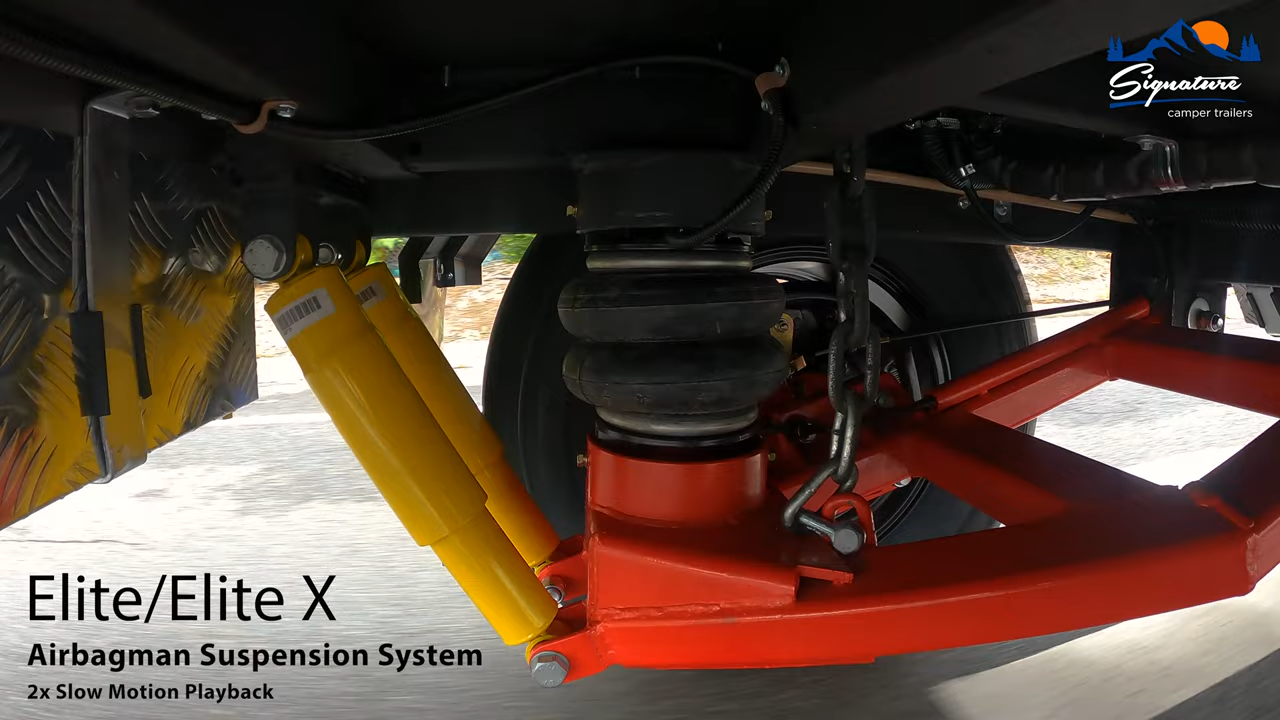 Signature
camper trailers
Elite/Elite X
Airbagman Suspension System
2x Slow Motion Playback